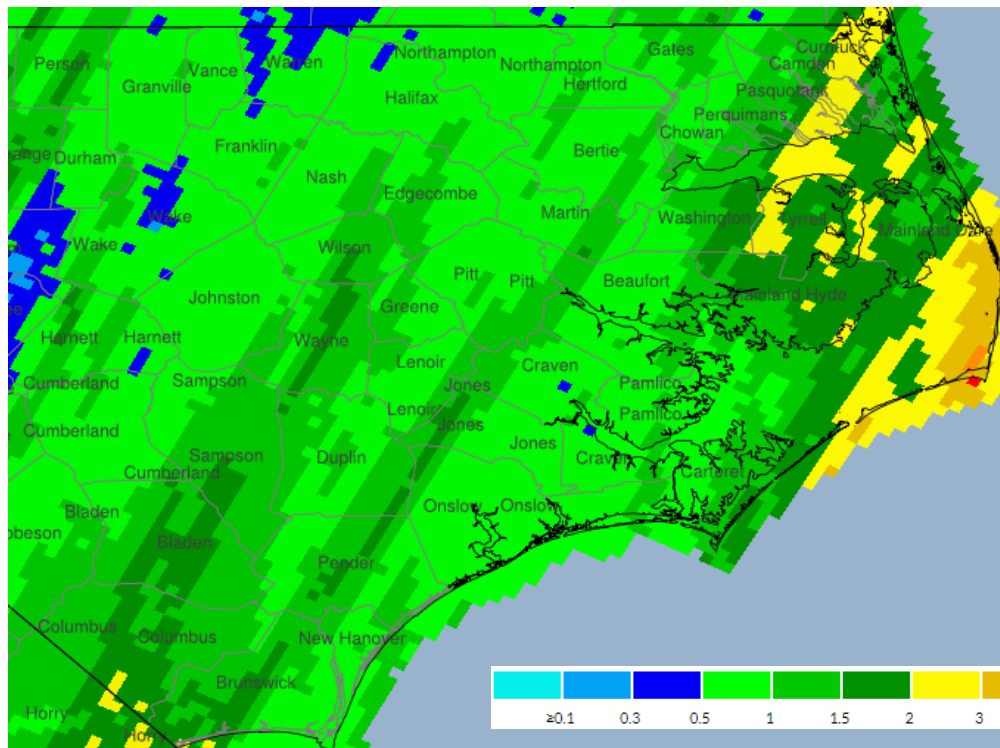 Northampton
Gates
Currituck
Camden
Person
Vance
Warren
Northampton
Granville
Hertford
Pasquotank
Halifax
Perquimans
Chowan
Franklin
Durham
Bertie
Nash
Edgecombe
Martin
Wake
Washington
Tyrrell
Mainland Dare
Wake
Wilson
Pitt
Pitt
Beaufort
Johnston
Greene
Mainland Hyde
Harnett
Harnett
Wayne
Lenoir
Craven
Cumberland
Sampson
Jones
Pamlico
Lenoir
Pamlico
Cumberland
Jones
Jones
Sampson
Duplin
Craven
Cumberland
Carteret
Bladen
Onslow
Onslow
Bladen
Pender
Columbus
Columbus
New Hanover
Brunswick
Horry
≥0.1 0.3 0.5 1 1.5 2 3